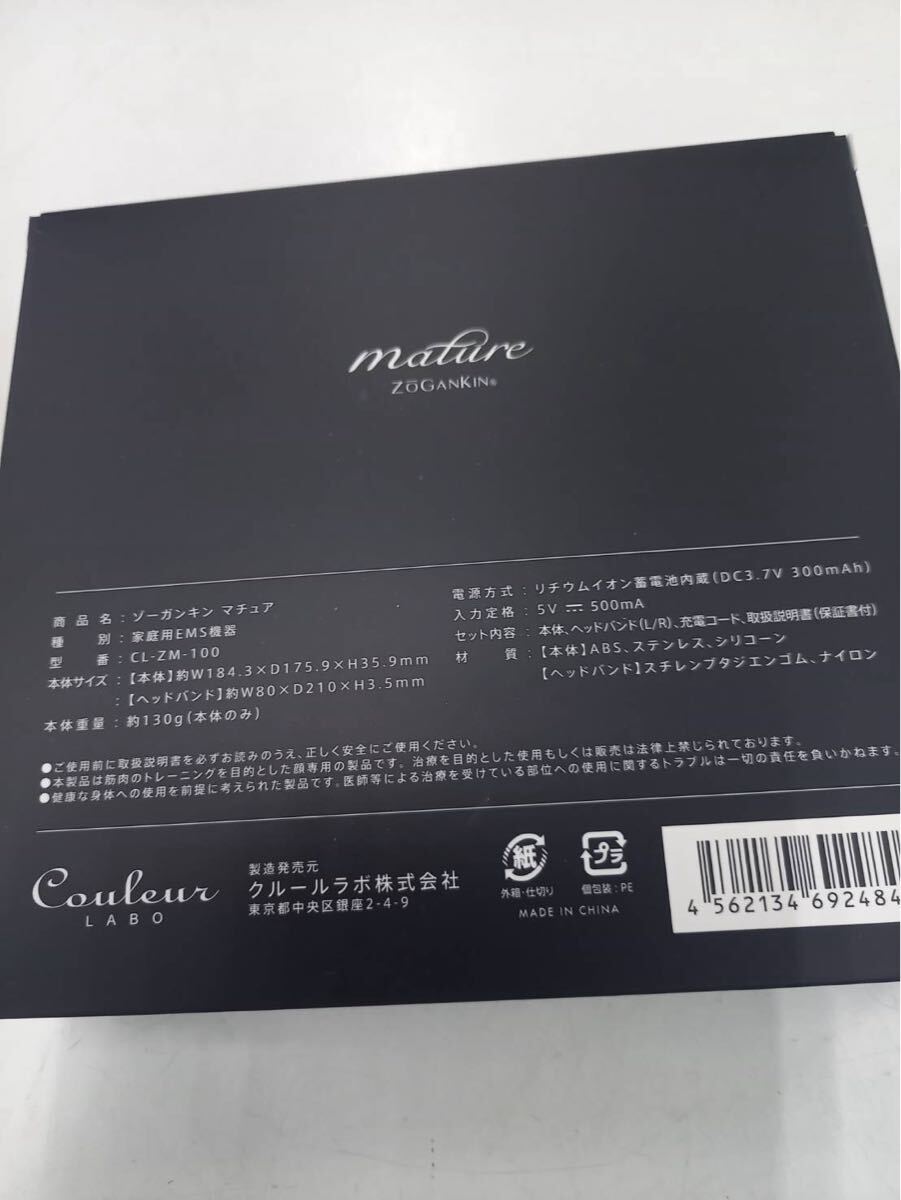 mature
ZōGANKIN®
商品名：ゾーガンキン マチュア
種別：家庭用EMS機器
型番：CL-ZM-100
本体サイズ：【本体】約W184.3×D175.9×H35.9mm
：【ヘッドバンド】約W80×D210×H3.5mm
本体重量：約130g(本体のみ)
電源方式：リチウムイオン蓄電池内蔵(DC3.7V 300mAh)
入力定格：5V ⎓ 500mA
セット内容：本体、ヘッドバンド(L/R)、充電コード、取扱説明書(保証書付)
材質：【本体】ABS、ステンレス、シリコーン
【ヘッドバンド】スチレンブタジエンゴム、ナイロン
●ご使用前に取扱説明書を必ずお読みのうえ、正しく安全にご使用ください。
●本製品は筋肉のトレーニングを目的とした顔専用の製品です。治療を目的とした使用もしくは販売は法律上禁じられております。
●健康な身体への使用を前提に考えられた製品です。医師等による治療を受けている部位への使用に関するトラブルは一切の責任を負いかねます。
Couleur
LABO
製造発売元
クルールラボ株式会社
東京都中央区銀座2-4-9
紙
外箱・仕切り
プラ
個包装：PE
MADE IN CHINA
4 562134 692484